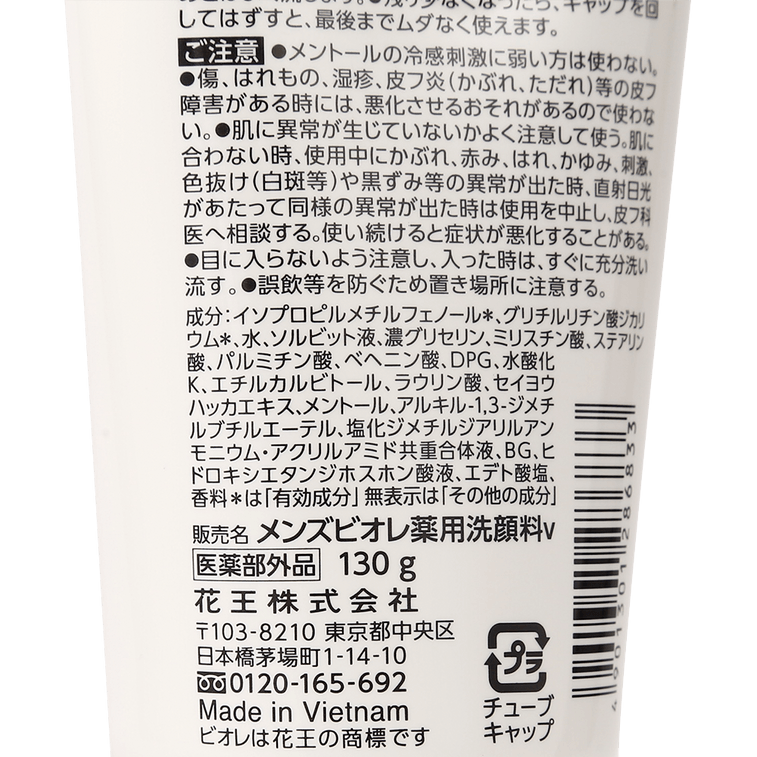 してはずすと、最後までムダなく使えます。
ご注意 ●メントールの冷感刺激に弱い方は使わない。
●傷、はれもの、湿疹、皮フ炎(かぶれ、ただれ)等の皮フ
障害がある時には、悪化させるおそれがあるので使わな
い。●肌に異常が生じていないかよく注意して使う。肌に
合わない時、使用中にかぶれ、赤み、はれ、かゆみ、刺激、
色抜け(白斑等)や黒ずみ等の異常が出た時、直射日光
があたって同様の異常が出た時は使用を中止し、皮フ科
医へ相談する。使い続けると症状が悪化することがある。
●目に入らないよう注意し、入った時は、すぐに充分洗い
流す。●誤飲等を防ぐため置き場所に注意する。
成分:イソプロピルメチルフェノール*、グリチルリチン酸ジカリ
ウム*、水、ソルビット液、濃グリセリン、ミリスチン酸、ステアリン
酸、パルミチン酸、ベヘニン酸、DPG、水酸化
K、エチルカルビトール、ラウリン酸、セイヨウ
ハッカエキス、メントール、アルキル-1,3-ジメチ
ルブチルエーテル、塩化ジメチルジアリルアン
モニウム・アクリルアミド共重合体液、BG、ヒ
ドロキシエタンジホスホン酸液、エデト酸塩、
香料*は「有効成分」無表示は「その他の成分」
販売名 メンズビオレ薬用洗顔料v
医薬部外品 130 g
花王株式会社
〒103-8210 東京都中央区
日本橋茅場町1-14-10
0120-165-692
Made in Vietnam
ビオレは花王の商標です
プラ
チューブ
キャップ
4 901301 286833